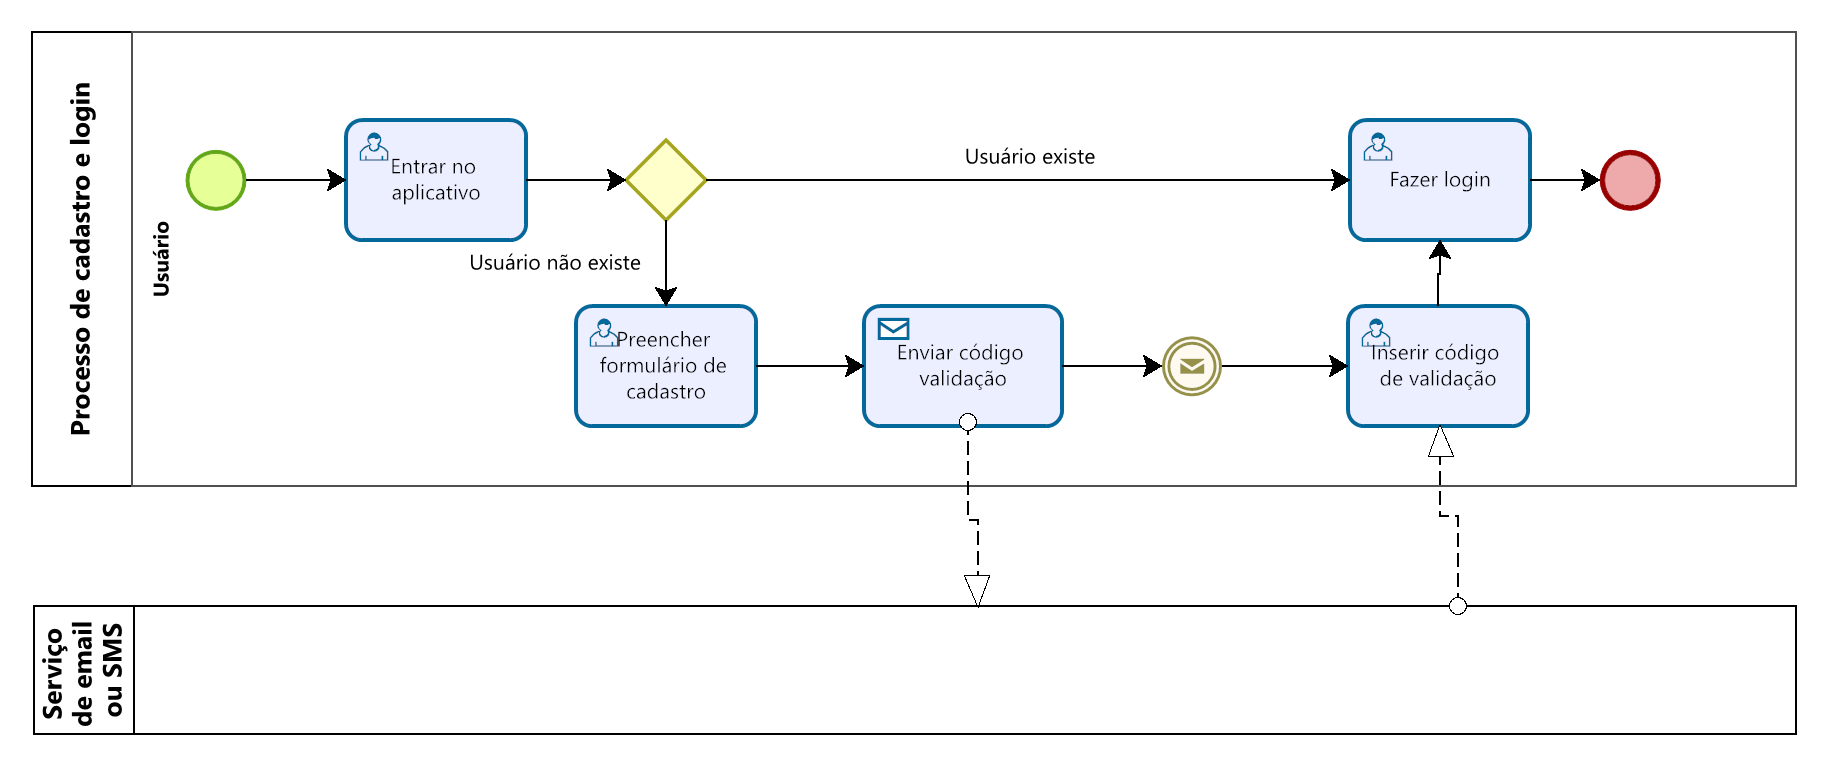 Processo de cadastro e login
Usuário
Entrar no
aplicativo
Usuário existe
Fazer login
Usuário não existe
Preencher
formulário de
cadastro
Enviar código
validação
Inserir código
de validação
Serviço
de email
ou SMS